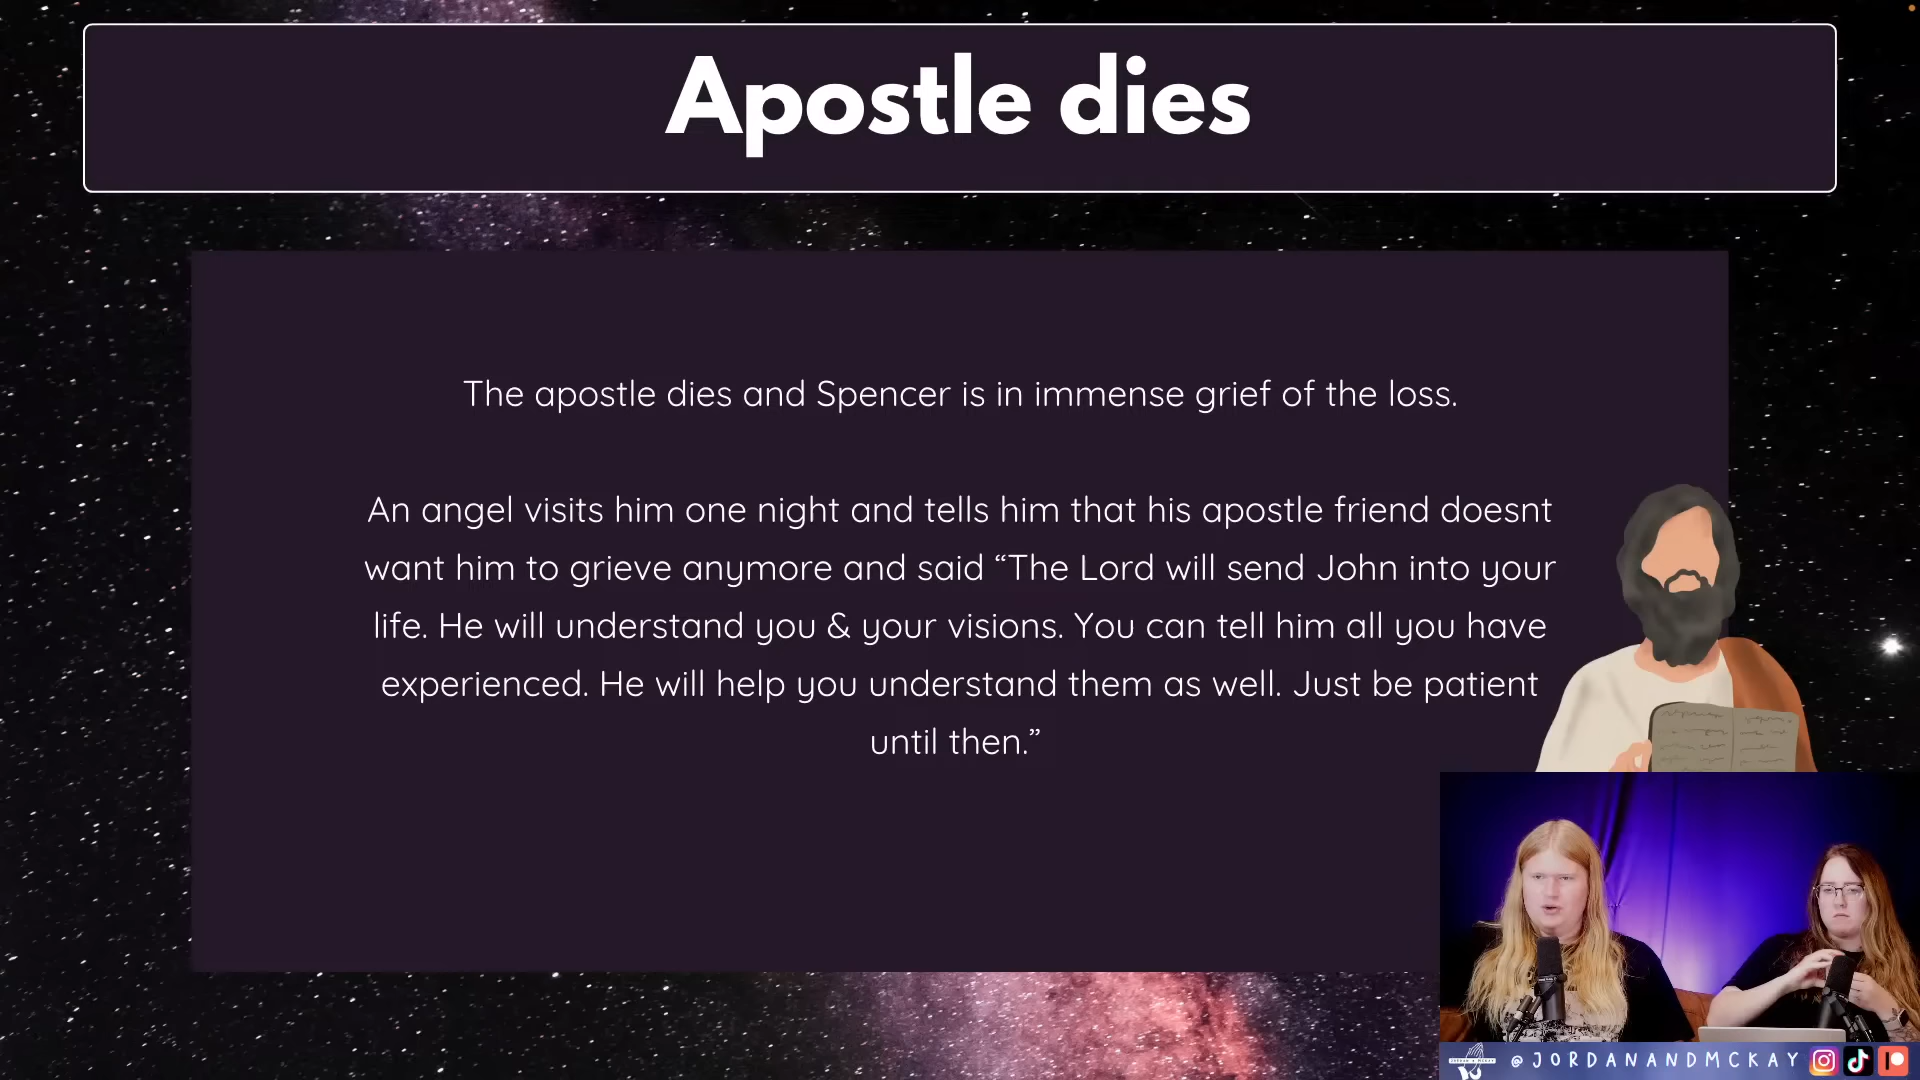 Apostle dies
The apostle dies and Spencer is in immense grief of the loss.
An angel visits him one night and tells him that his apostle friend doesnt
want him to grieve anymore and said “The Lord will send John into your
life. He will understand you & your visions. You can tell him all you have
experienced. He will help you understand them as well. Just be patient
until then.”
@JORDANANDMCKAY